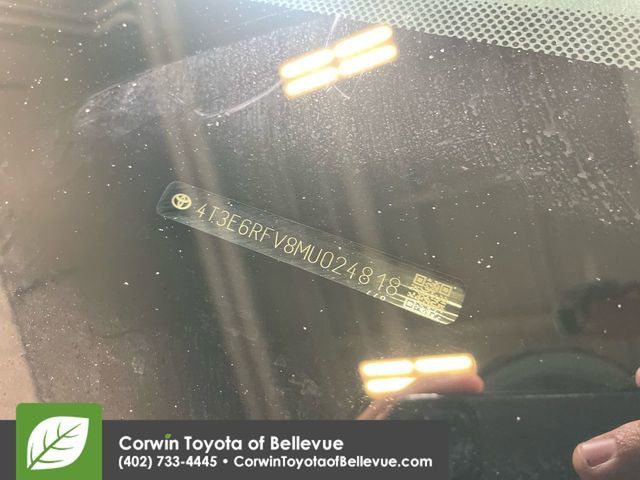 4T3E6RFV8MU024818
Corwin Toyota of Bellevue
(402) 733-4445 • CorwinToyotaofBellevue.com